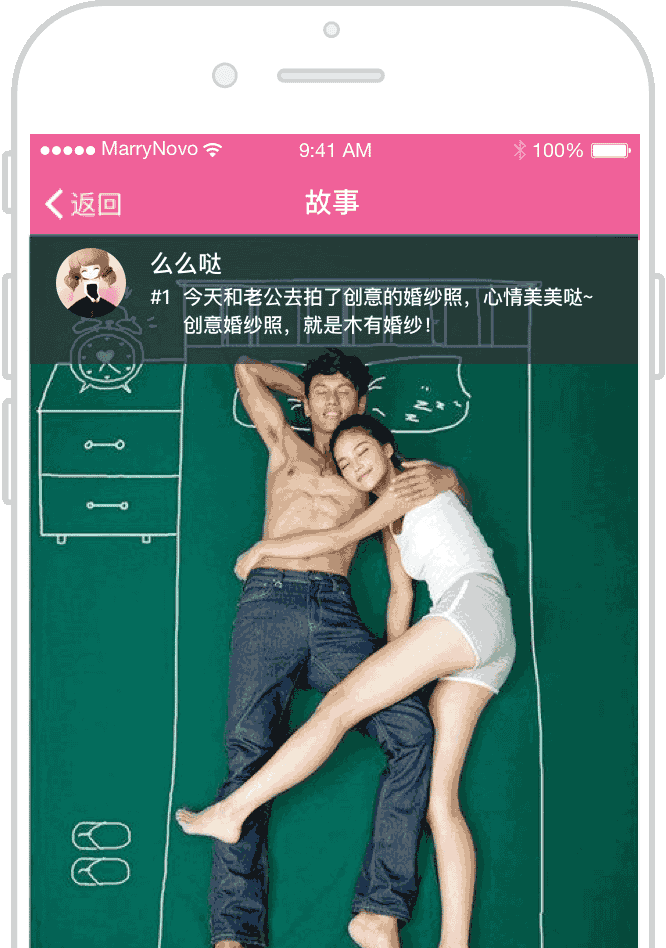 MarryNovo 9:41 AM 100%
返回 故事
么么哒
#1 今天和老公去拍了创意的婚纱照，心情美美哒~
创意婚纱照，就是木有婚纱！
z z z z